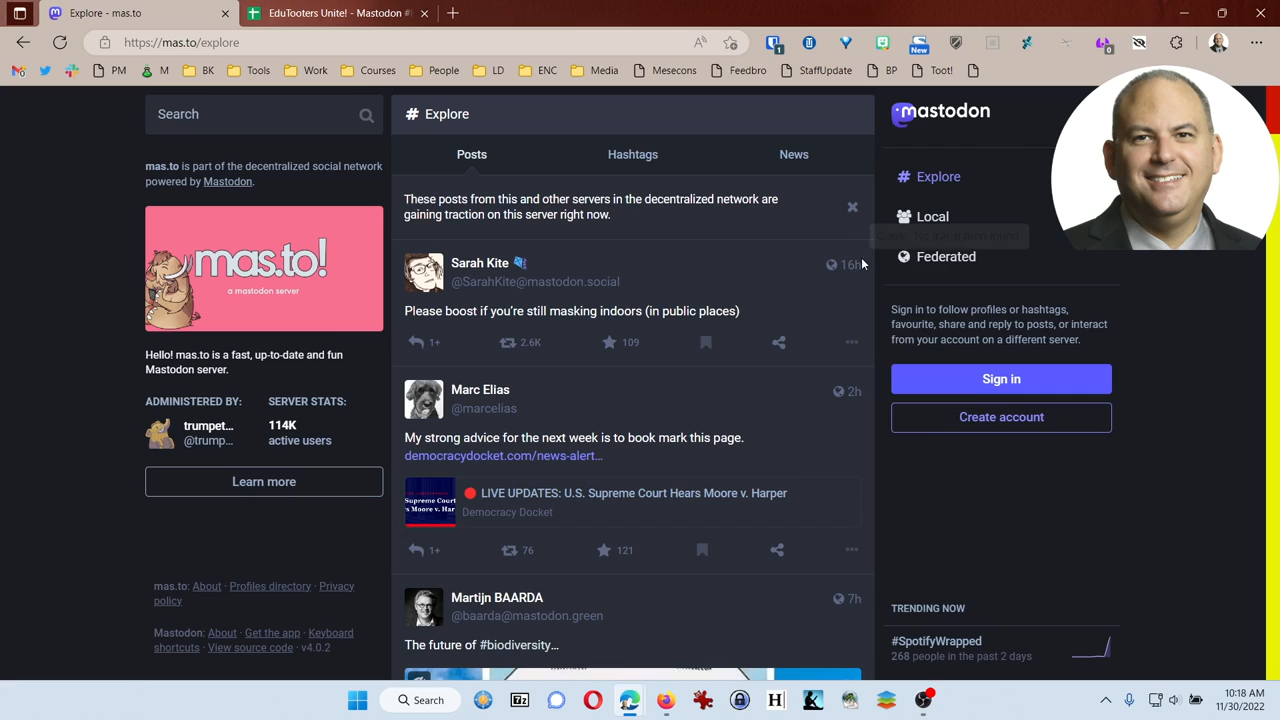 Explore - mas.to
EduTooters Unite! - Mastodon #
https://mas.to/explore
1
New
0
PM
M
BK
Tools
Work
Courses
People
LD
ENC
Media
Mesecons
Feedbro
StaffUpdate
BP
Toot!
Search
mas.to is part of the decentralized social network
powered by Mastodon.
mas.to!
a mastodon server
Hello! mas.to is a fast, up-to-date and fun
Mastodon server.
ADMINISTERED BY:
trumpet...
@trump...
SERVER STATS:
114K
active users
Learn more
mas.to: About · Profiles directory · Privacy
policy
Mastodon: About · Get the app · Keyboard
shortcuts · View source code · v4.0.2
# Explore
Posts
Hashtags
News
These posts from this and other servers in the decentralized network are
gaining traction on this server right now.
Sarah Kite
16h
@SarahKite@mastodon.social
Please boost if you're still masking indoors (in public places)
1+
2.6K
109
Marc Elias
2h
@marcelias
My strong advice for the next week is to book mark this page.
democracydocket.com/news-alert...
LIVE UPDATES: U.S. Supreme Court Hears Moore v. Harper
Democracy Docket
1+
76
121
Martijn BAARDA
7h
@baarda@mastodon.green
The future of #biodiversity...
mastodon
# Explore
Local
Federated
Sign in to follow profiles or hashtags,
favourite, share and reply to posts, or interact
from your account on a different server.
Sign in
Create account
TRENDING NOW
#SpotifyWrapped
268 people in the past 2 days
Search
7z
H
10:18 AM
11/30/2022